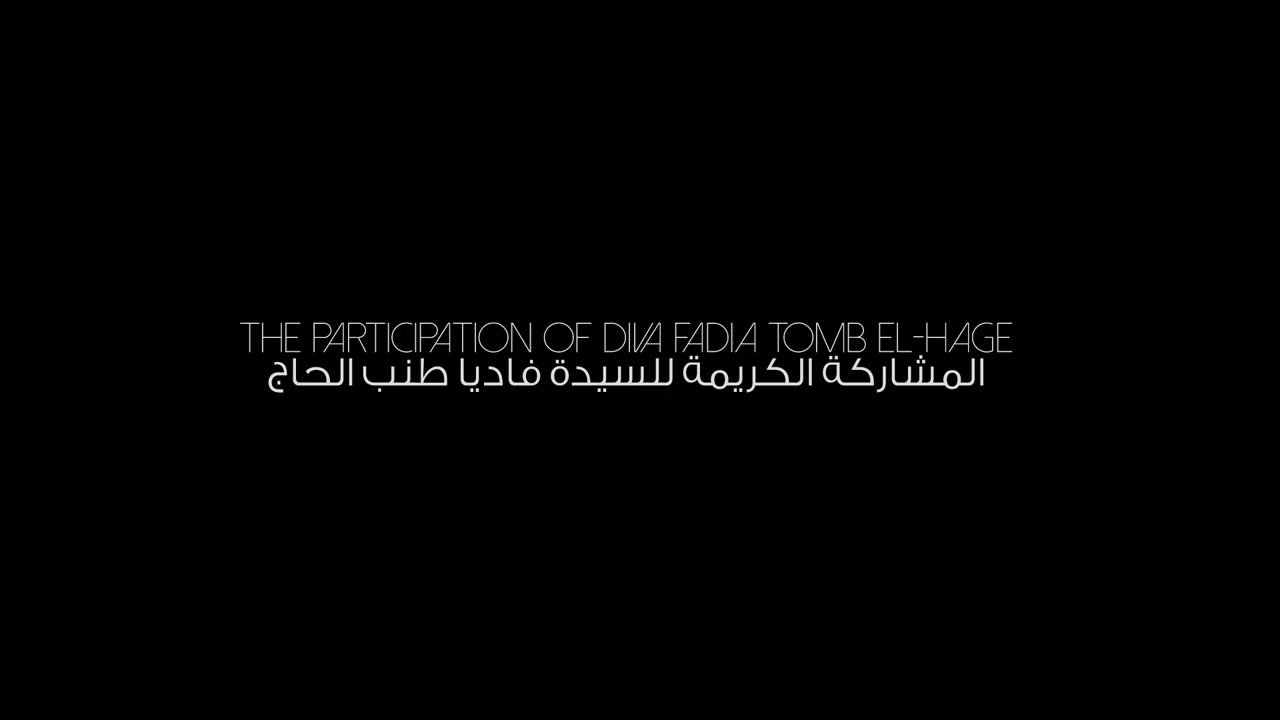 THE PARTICIPATION OF DIVA FADIA TOMB EL-HAGE
المشاركة الكريمة للسيدة فاديا طنب الحاج